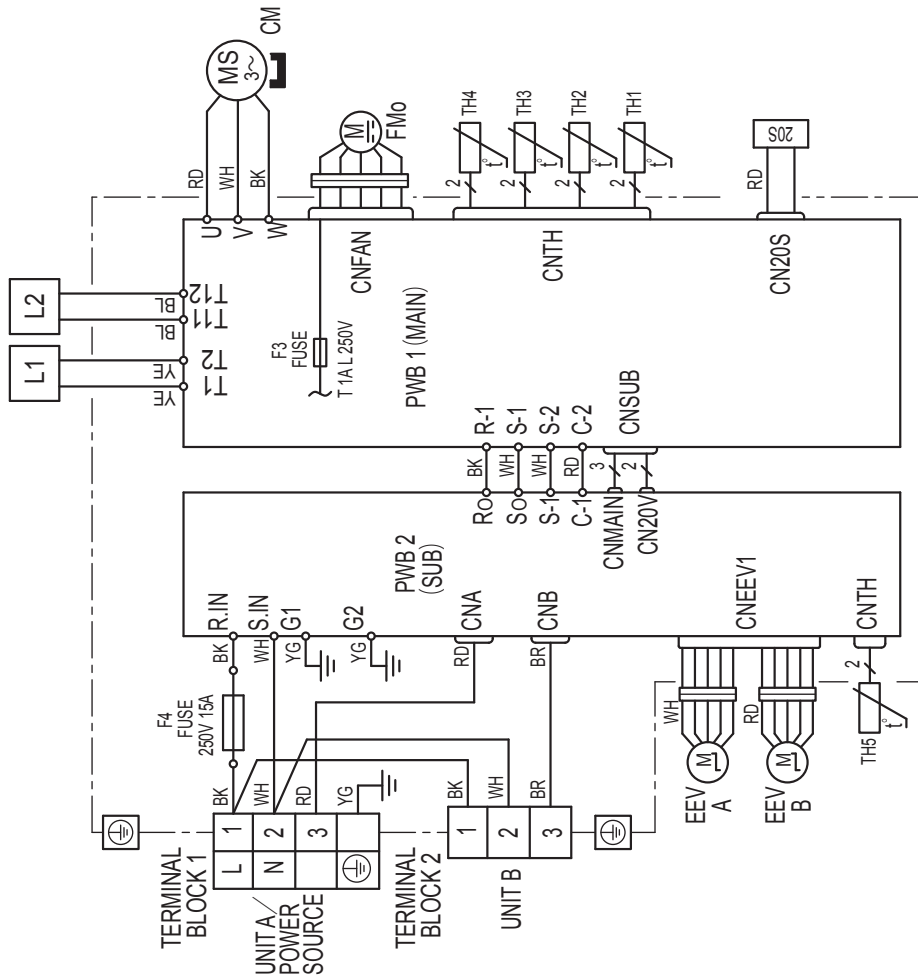 MS
3~
CM
RD
WH
BK
U
V
W
L2
L1
BL
BL
YE
YE
T12
T11
T2
T1
M
FMo
CNFAN
F3
FUSE
T 1A L 250V
PWB 1 (MAIN)
TH4
TH3
TH2
TH1
2
2
2
2
t°
t°
t°
t°
CNTH
20S
RD
CN20S
R-1
S-1
S-2
C-2
CNSUB
BK
WH
WH
RD
3
2
Ro
So
S-1
C-1
CNMAIN
CN20V
PWB 2
(SUB)
R.IN
S.IN
G1
G2
CNA
CNB
CNEEV1
CNTH
BK
WH
YG
YG
RD
BR
F4
FUSE
250V 15A
BK
WH
RD
YG
BK
WH
BR
WH
RD
2
t°
TH5
M
EEV
A
M
EEV
B
TERMINAL
BLOCK 1
L
1
N
2
3
UNIT A
POWER
SOURCE
TERMINAL
BLOCK 2
1
2
3
UNIT B